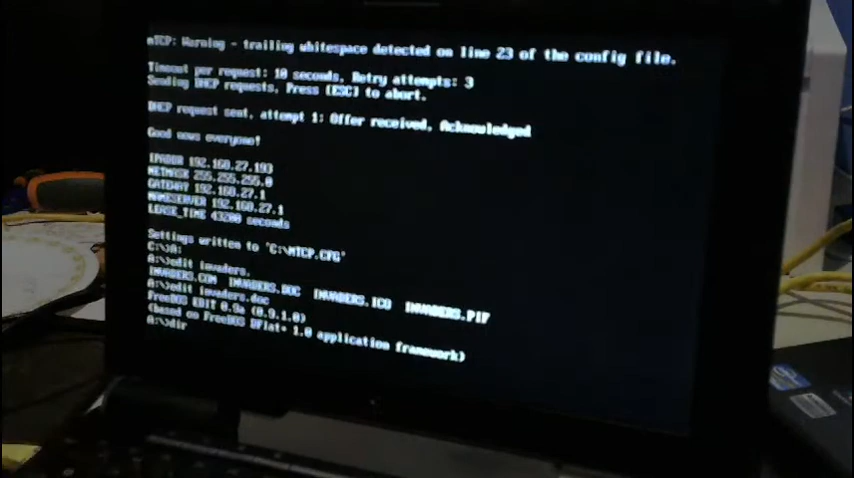 mTCP: Warning - trailing whitespace detected on line 23 of the config file.
Timeout per request: 10 seconds, Retry attempts: 3
Sending DHCP requests, Press [ESC] to abort.
DHCP request sent, attempt 1: Offer received, Acknowledged
Good news everyone!
IPADDR 192.168.27.193
NETMASK 255.255.255.0
GATEWAY 192.168.27.1
NAMESERVER 192.168.27.1
LEASE_TIME 43200 seconds
Settings written to 'C:\MTCP.CFG'
C:\>A:
A:\>edit invaders.
INVADERS.COM INVADERS.DOC INVADERS.ICO INVADERS.PIF
A:\>edit invaders.doc
FreeDOS EDIT 0.9a (0.9.1.0)
(based on FreeDOS DFlat+ 1.0 application framework)
A:\>dir